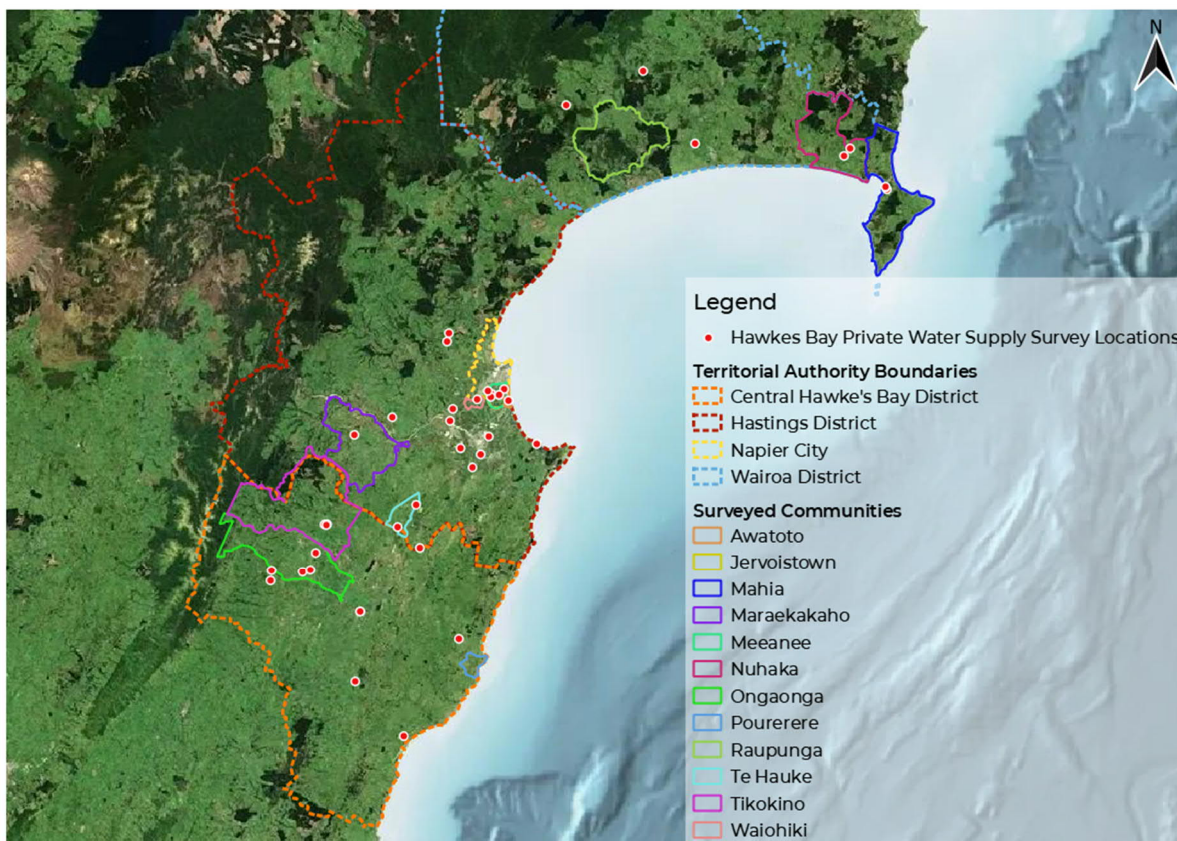 N
Legend
Hawkes Bay Private Water Supply Survey Locations
Territorial Authority Boundaries
Central Hawke's Bay District
Hastings District
Napier City
Wairoa District
Surveyed Communities
Awatoto
Jervoistown
Mahia
Maraekakaho
Meeanee
Nuhaka
Ongaonga
Pourerere
Raupunga
Te Hauke
Tikokino
Waiohiki